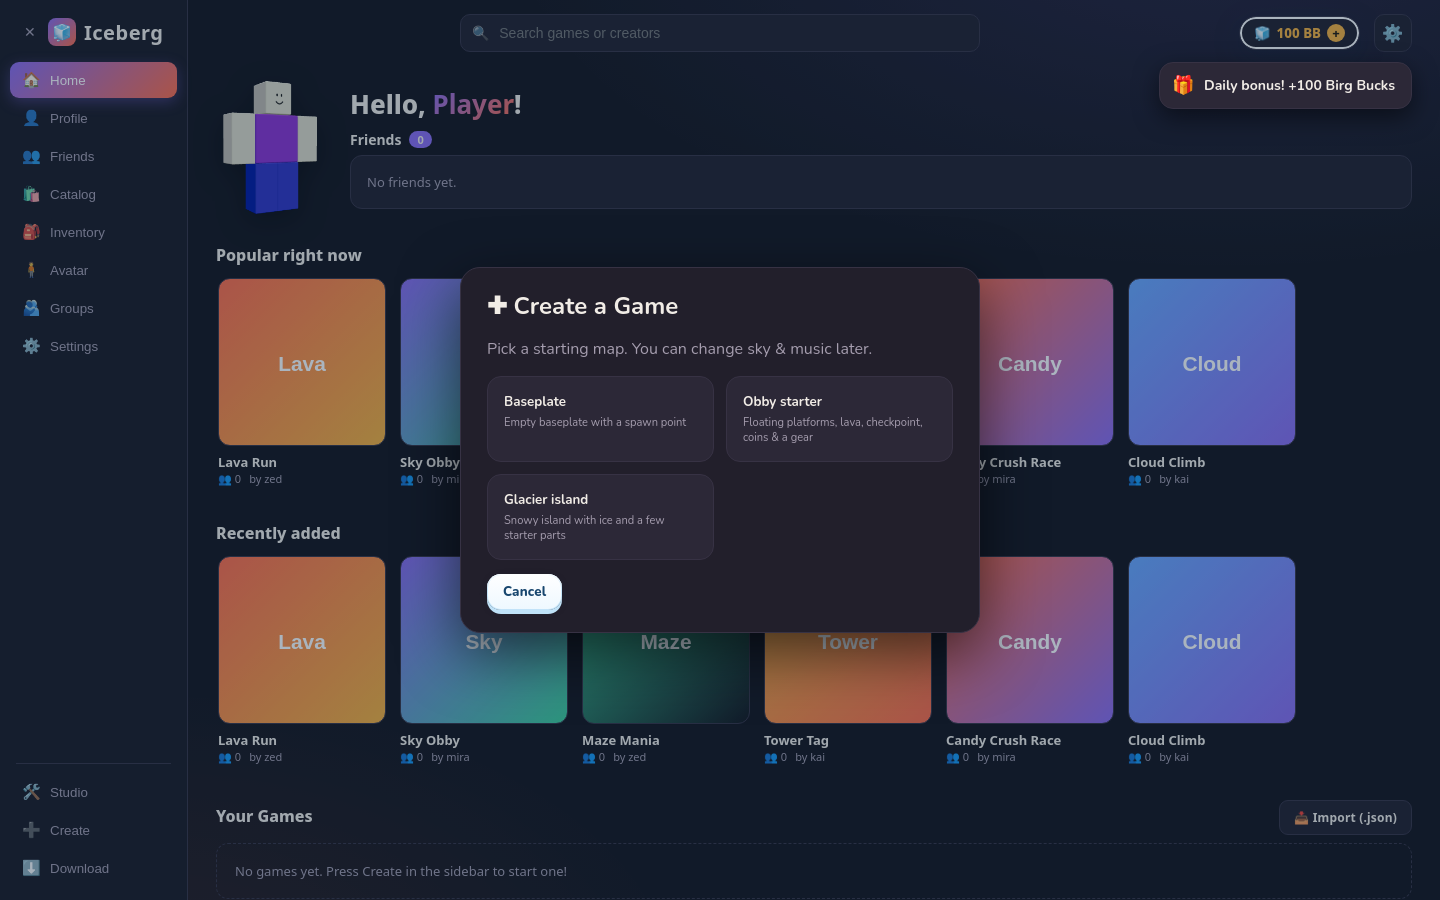 ✕ Iceberg
Home
Profile
Friends
Catalog
Inventory
Avatar
Groups
Settings
Studio
Create
Download
Search games or creators
100 BB +
Daily bonus! +100 Birg Bucks
Hello, Player!
Friends 0
No friends yet.
Popular right now
Lava
Candy
Cloud
Lava Run
Sky Obby
y Crush Race
Cloud Climb
0 by zed
0 by mi
by mira
0 by kai
Create a Game
Pick a starting map. You can change sky & music later.
Baseplate
Empty baseplate with a spawn point
Obby starter
Floating platforms, lava, checkpoint,
coins & a gear
Glacier island
Snowy island with ice and a few
starter parts
Cancel
Recently added
Lava
Sky
Maze
Tower
Candy
Cloud
Lava Run
Sky Obby
Maze Mania
Tower Tag
Candy Crush Race
Cloud Climb
0 by zed
0 by mira
0 by zed
0 by kai
0 by mira
0 by kai
Your Games
Import (.json)
No games yet. Press Create in the sidebar to start one!